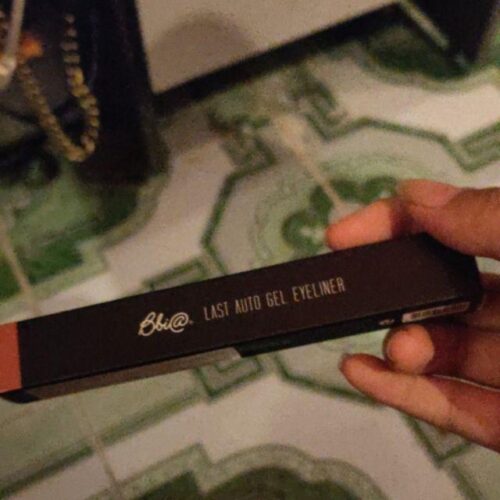 Bbi@® LAST AUTO GEL EYELINER